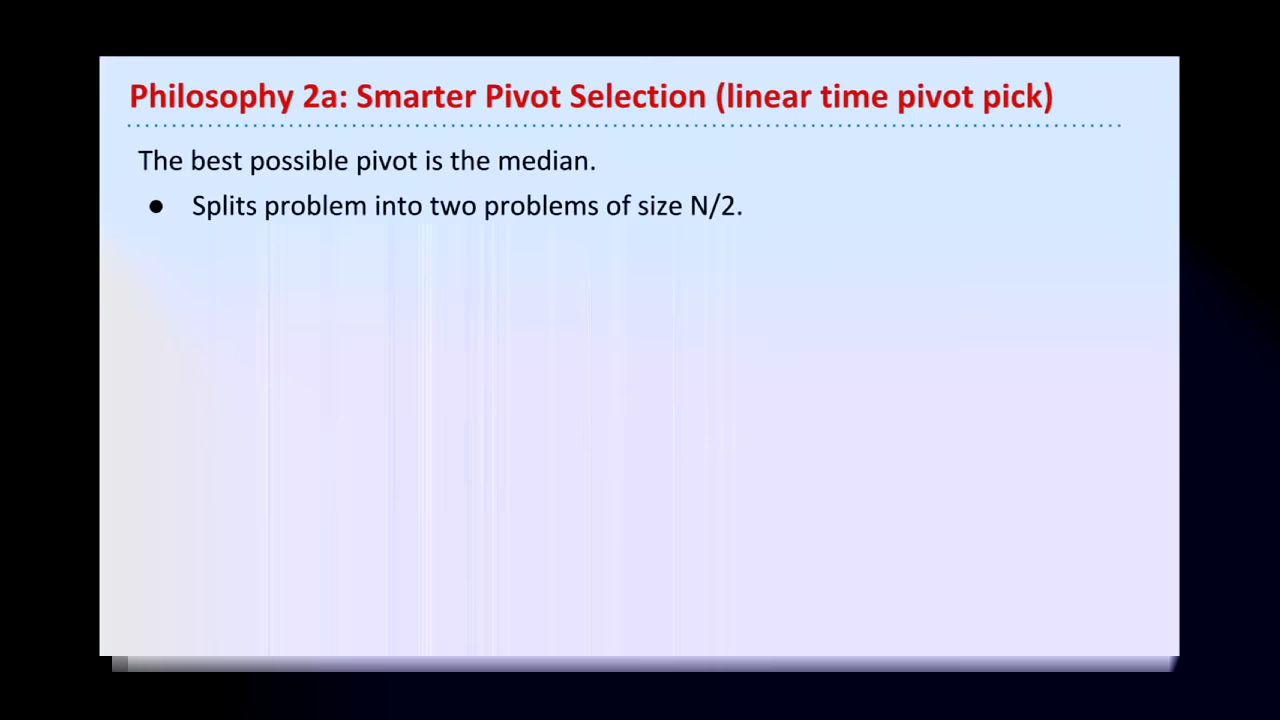 Philosophy 2a: Smarter Pivot Selection (linear time pivot pick)
The best possible pivot is the median.
● Splits problem into two problems of size N/2.